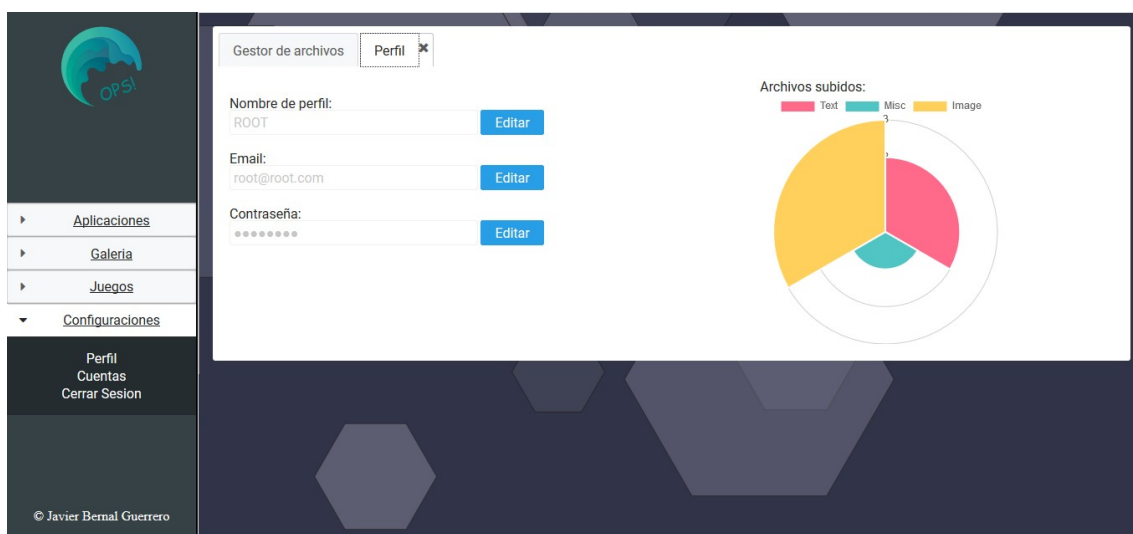 OPS!
Aplicaciones
Galeria
Juegos
Configuraciones
Perfil
Cuentas
Cerrar Sesion
© Javier Bernal Guerrero
Gestor de archivos
Perfil
Nombre de perfil:
ROOT
Editar
Email:
root@root.com
Editar
Contraseña:
Editar
Archivos subidos:
Text Misc Image
3